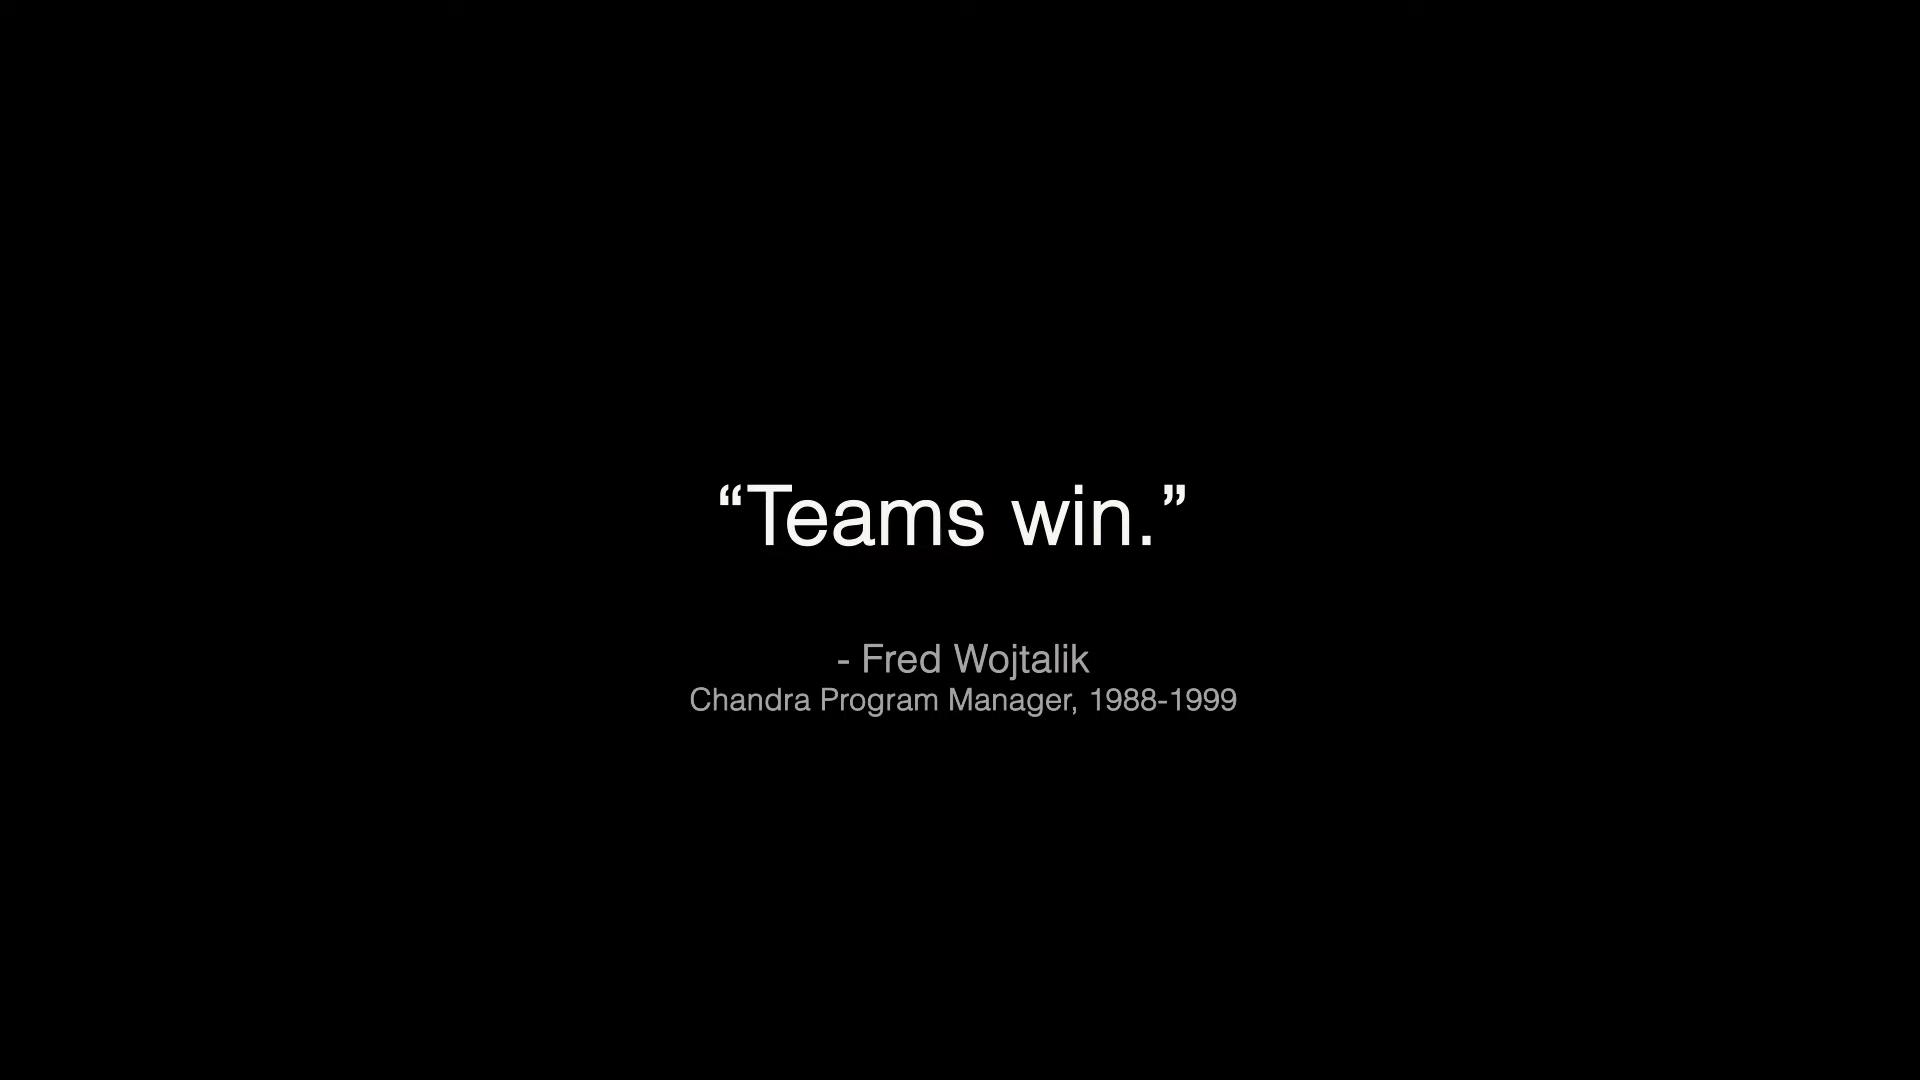 “Teams win.”
- Fred Wojtalik
Chandra Program Manager, 1988-1999